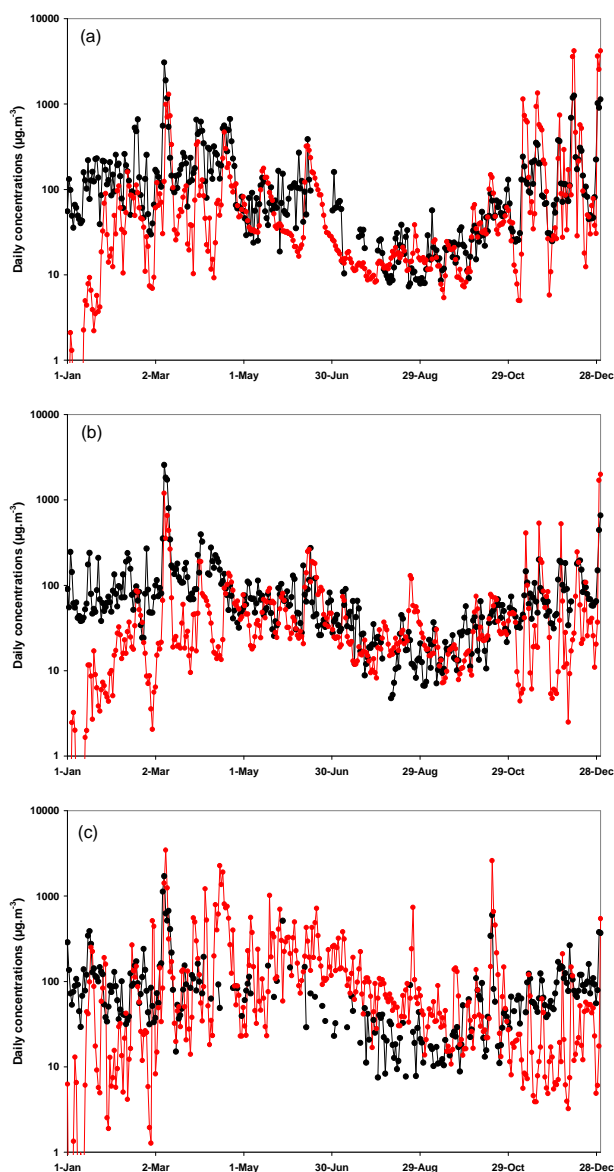 (a)
10000
1000
100
10
1
Daily concentrations (µg.m⁻³)
1-Jan 2-Mar 1-May 30-Jun 29-Aug 29-Oct 28-Dec
(b)
10000
1000
100
10
1
Daily concentrations (µg.m⁻³)
1-Jan 2-Mar 1-May 30-Jun 29-Aug 29-Oct 28-Dec
(c)
10000
1000
100
10
1
Daily concentrations (µg.m⁻³)
1-Jan 2-Mar 1-May 30-Jun 29-Aug 29-Oct 28-Dec